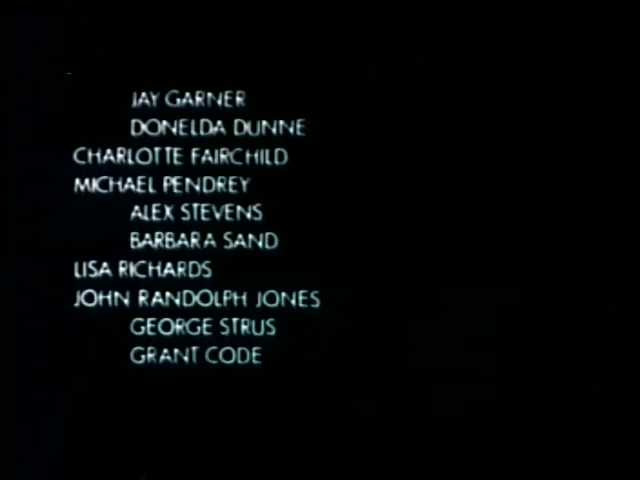 JAY GARNER
DONELDA DUNNE
CHARLOTTE FAIRCHILD
MICHAEL PENDREY
ALEX STEVENS
BARBARA SAND
LISA RICHARDS
JOHN RANDOLPH JONES
GEORGE STRUS
GRANT CODE